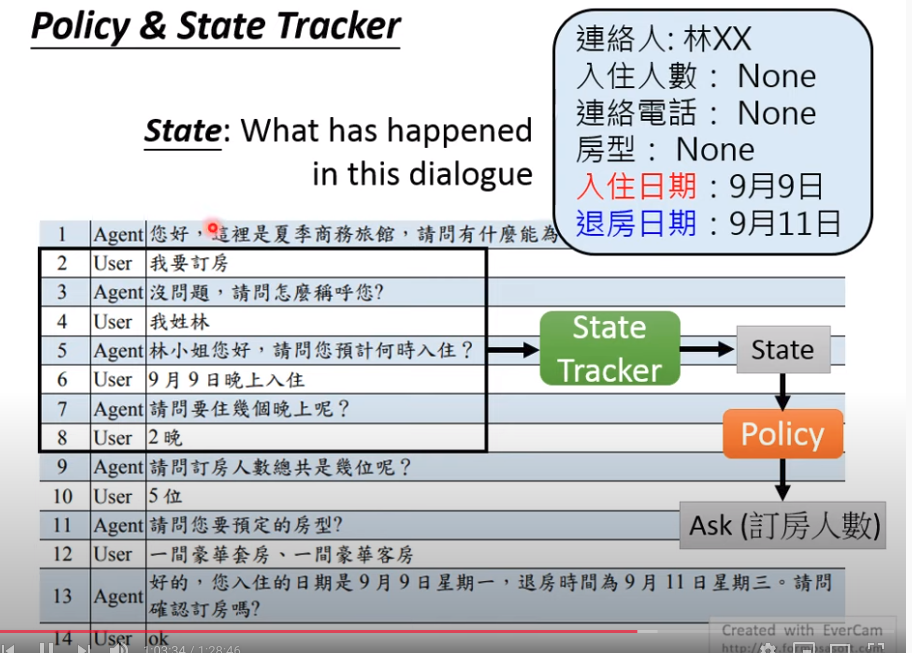 Policy & State Tracker
連絡人: 林XX
入住人數： None
連絡電話： None
房型： None
入住日期：9月9日
退房日期：9月11日
State: What has happened
in this dialogue
1 Agent 您好，這裡是夏季商務旅館，請問有什麼能為
2 User 我要訂房
3 Agent 沒問題，請問怎麼稱呼您?
4 User 我姓林
5 Agent 林小姐您好，請問您預計何時入住？
6 User 9月9日晚上入住
7 Agent 請問要住幾個晚上呢？
8 User 2晚
9 Agent 請問訂房人數總共是幾位呢？
10 User 5位
11 Agent 請問您要預定的房型?
12 User 一間豪華套房、一間豪華客房
13 Agent 好的，您入住的日期是9月9日星期一，退房時間為9月11日星期三。請問
確認訂房嗎?
14 User ok
State
Tracker
State
Policy
Ask (訂房人數)
Created with EverCam
1:03:34 / 1:28:46